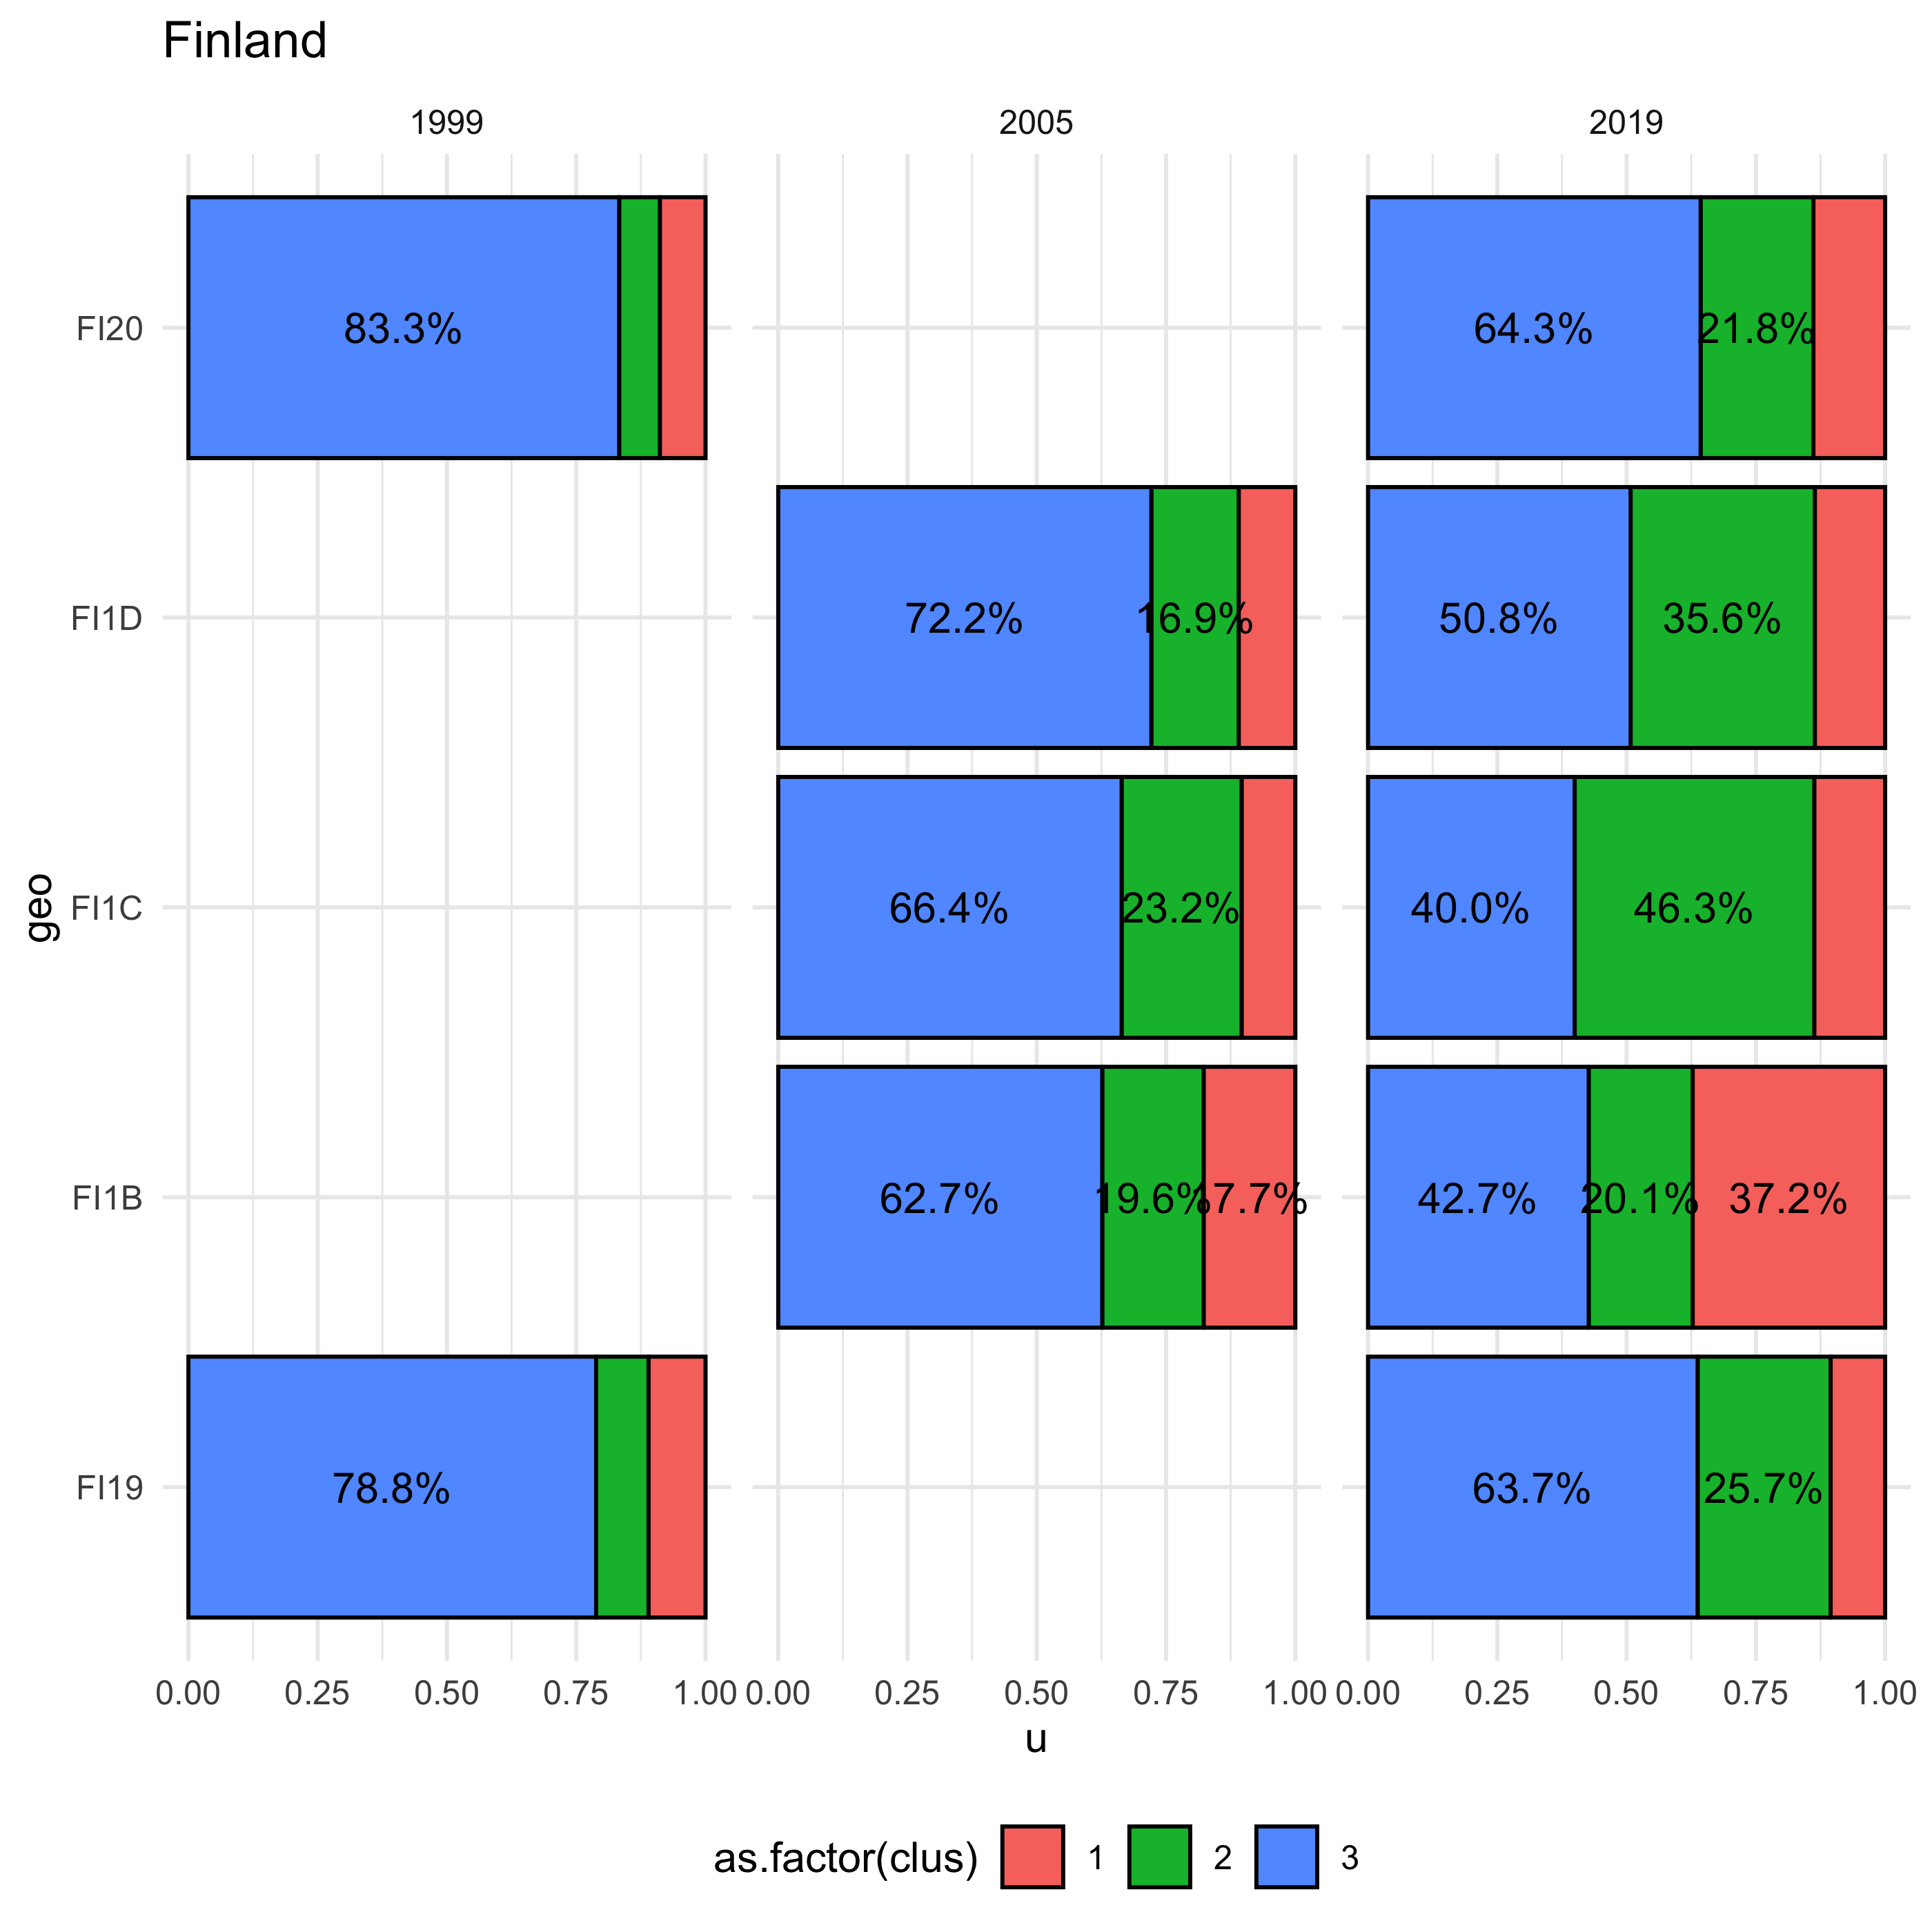 Finland
1999 2005 2019
FI20 83.3% 64.3% 21.8%
FI1D 72.2% 16.9% 50.8% 35.6%
FI1C 66.4% 23.2% 40.0% 46.3%
FI1B 62.7% 19.6% 17.7% 42.7% 20.1% 37.2%
FI19 78.8% 63.7% 25.7%
geo
0.00 0.25 0.50 0.75 1.00 0.00 0.25 0.50 0.75 1.00 0.00 0.25 0.50 0.75 1.00
u
as.factor(clus) 1 2 3